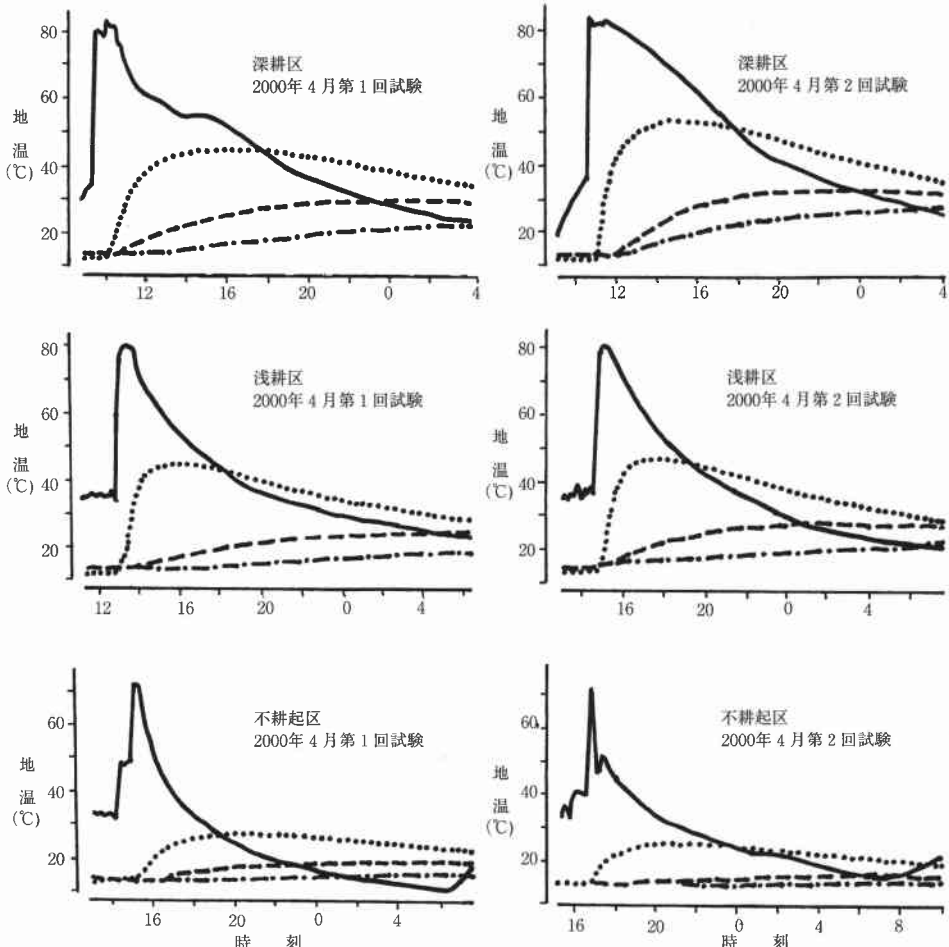 80
60
40
20
地
温
(℃)
深耕区
2000年4月第1回試験
12 16 20 0 4
80
60
40
20
地
温
(℃)
深耕区
2000年4月第2回試験
12 16 20 0 4
80
60
40
20
地
温
(℃)
浅耕区
2000年4月第1回試験
12 16 20 0 4
80
60
40
20
地
温
(℃)
浅耕区
2000年4月第2回試験
16 20 0 4
60
40
20
地
温
(℃)
不耕起区
2000年4月第1回試験
16 20 0 4
時 刻
60
40
20
地
温
(℃)
不耕起区
2000年4月第2回試験
16 20 0 4 8
時 刻